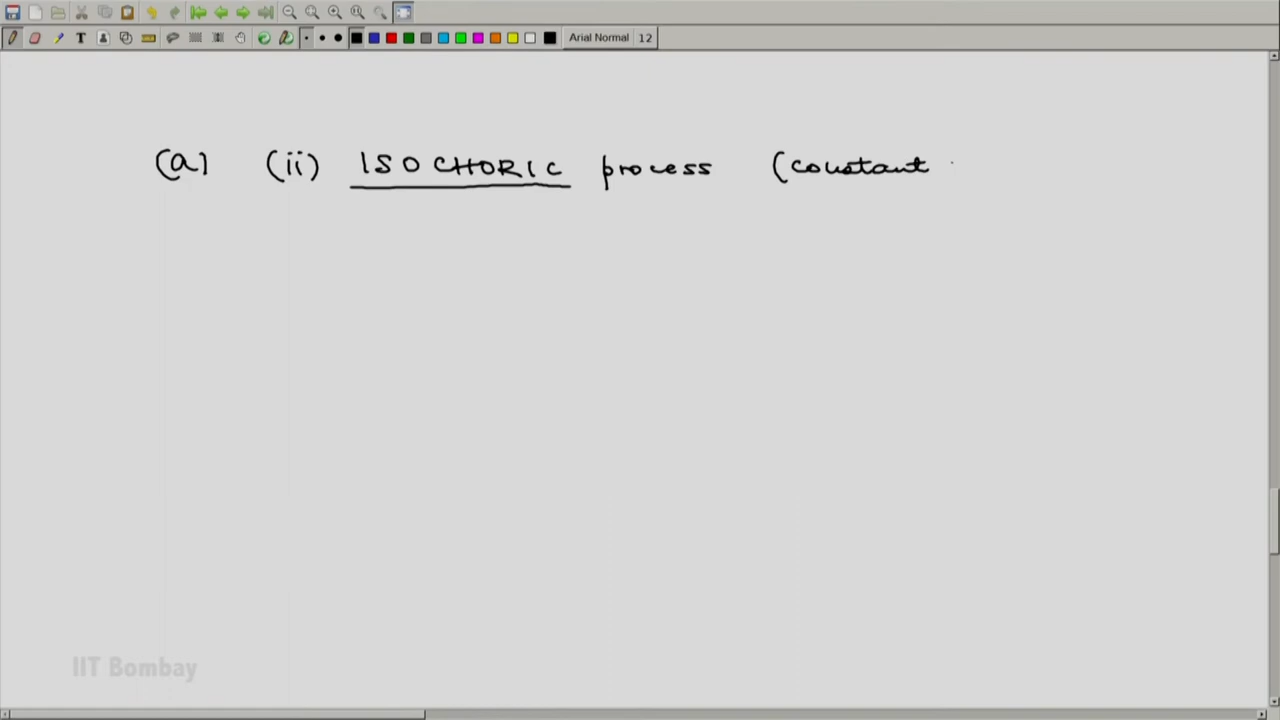 Arial Normal 12
(a) (ii) ISOCHORIC process (constant
IIT Bombay